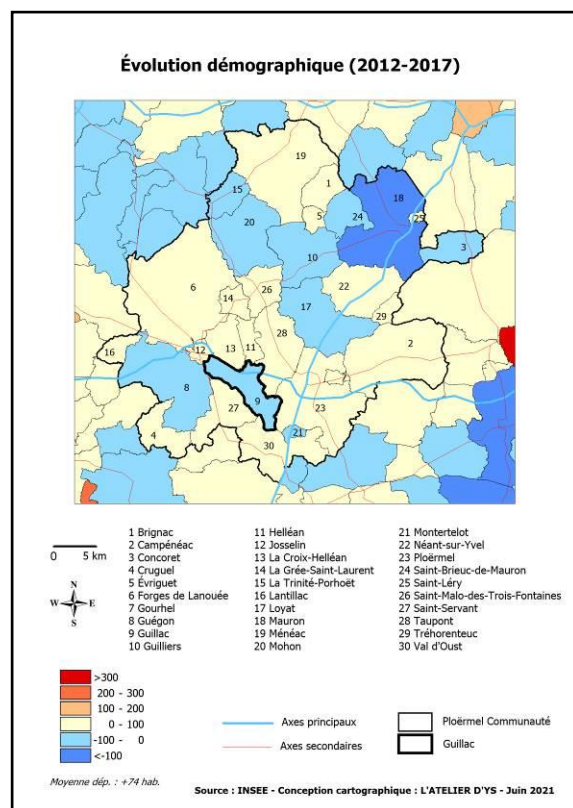 Évolution démographique (2012-2017)
19
1
15
18
5
24
25
20
3
10
6
26
22
14
17
29
28
2
12
13
11
16
8
9
27
23
4
21
30
0 5 km
N
W E
S
1 Brignac
2 Campénéac
3 Concoret
4 Cruguel
5 Évriguet
6 Forges de Lanouée
7 Gourhel
8 Guégon
9 Guillac
10 Guilliers
11 Helléan
12 Josselin
13 La Croix-Helléan
14 La Grée-Saint-Laurent
15 La Trinité-Porhoët
16 Lantillac
17 Loyat
18 Mauron
19 Ménéac
20 Mohon
21 Montertelot
22 Néant-sur-Yvel
23 Ploërmel
24 Saint-Brieuc-de-Mauron
25 Saint-Léry
26 Saint-Malo-des-Trois-Fontaines
27 Saint-Servant
28 Taupont
29 Tréhorenteuc
30 Val d'Oust
>300
200 - 300
100 - 200
0 - 100
-100 - 0
<-100
Axes principaux
Axes secondaires
Ploërmel Communauté
Guillac
Moyenne dép. : +74 hab.
Source : INSEE - Conception cartographique : L'ATELIER D'YS - Juin 2021